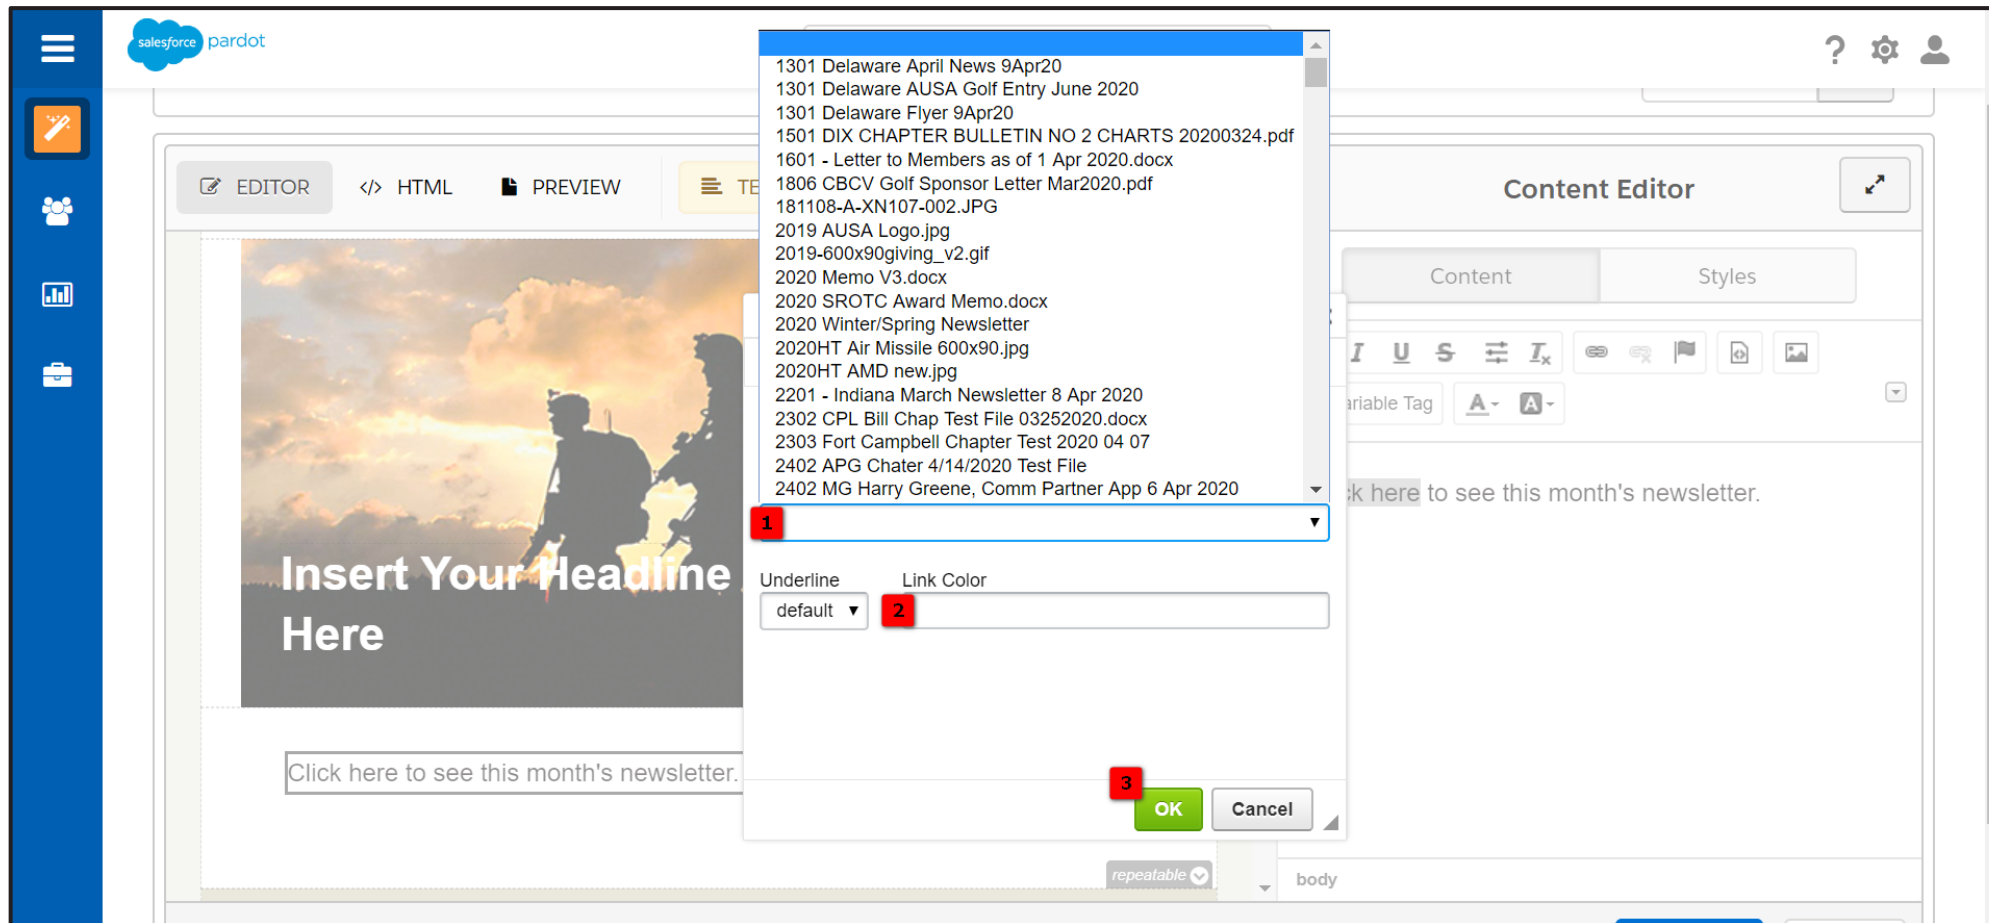 salesforce pardot
EDITOR
</> HTML
PREVIEW
TE
1301 Delaware April News 9Apr20
1301 Delaware AUSA Golf Entry June 2020
1301 Delaware Flyer 9Apr20
1501 DIX CHAPTER BULLETIN NO 2 CHARTS 20200324.pdf
1601 - Letter to Members as of 1 Apr 2020.docx
1806 CBCV Golf Sponsor Letter Mar2020.pdf
181108-A-XN107-002.JPG
2019 AUSA Logo.jpg
2019-600x90giving_v2.gif
2020 Memo V3.docx
2020 SROTC Award Memo.docx
2020 Winter/Spring Newsletter
2020HT Air Missile 600x90.jpg
2020HT AMD new.jpg
2201 - Indiana March Newsletter 8 Apr 2020
2302 CPL Bill Chap Test File 03252020.docx
2303 Fort Campbell Chapter Test 2020 04 07
2402 APG Chater 4/14/2020 Test File
2402 MG Harry Greene, Comm Partner App 6 Apr 2020
1
Underline
Link Color
default
2
3
OK
Cancel
Insert Your Headline
Here
Click here to see this month's newsletter.
repeatable
Content Editor
Content
Styles
I U S Ix
ariable Tag
A A
ck here to see this month's newsletter.
body